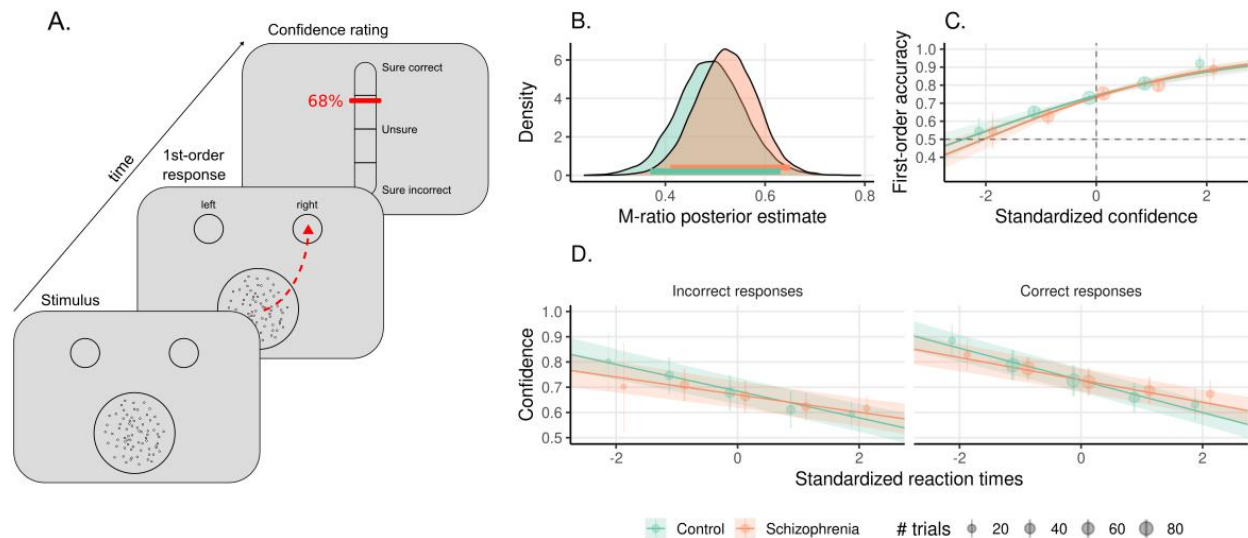 A.
Confidence rating
Sure correct
68%
Unsure
Sure incorrect
time
1st-order
response
left
right
Stimulus
B.
Density
6
4
2
0
0.4
0.6
0.8
M-ratio posterior estimate
C.
First-order accuracy
1.0
0.9
0.8
0.7
0.6
0.5
0.4
-2
0
2
Standardized confidence
D.
Incorrect responses
Correct responses
Confidence
1.0
0.9
0.8
0.7
0.6
0.5
-2
0
2
-2
0
2
Standardized reaction times
Control
Schizophrenia
# trials
20
40
60
80